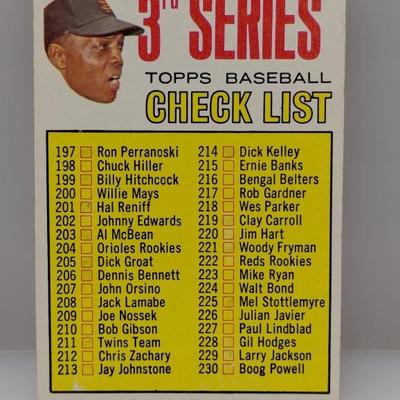 3RD SERIES
TOPPS BASEBALL
CHECK LIST
197 Ron Perranoski
198 Chuck Hiller
199 Billy Hitchcock
200 Willie Mays
201 Hal Reniff
202 Johnny Edwards
203 Al McBean
204 Orioles Rookies
205 Dick Groat
206 Dennis Bennett
207 John Orsino
208 Jack Lamabe
209 Joe Nossek
210 Bob Gibson
211 Twins Team
212 Chris Zachary
213 Jay Johnstone
214 Dick Kelley
215 Ernie Banks
216 Bengal Belters
217 Rob Gardner
218 Wes Parker
219 Clay Carroll
220 Jim Hart
221 Woody Fryman
222 Reds Rookies
223 Mike Ryan
224 Walt Bond
225 Mel Stottlemyre
226 Julian Javier
227 Paul Lindblad
228 Gil Hodges
229 Larry Jackson
230 Boog Powell